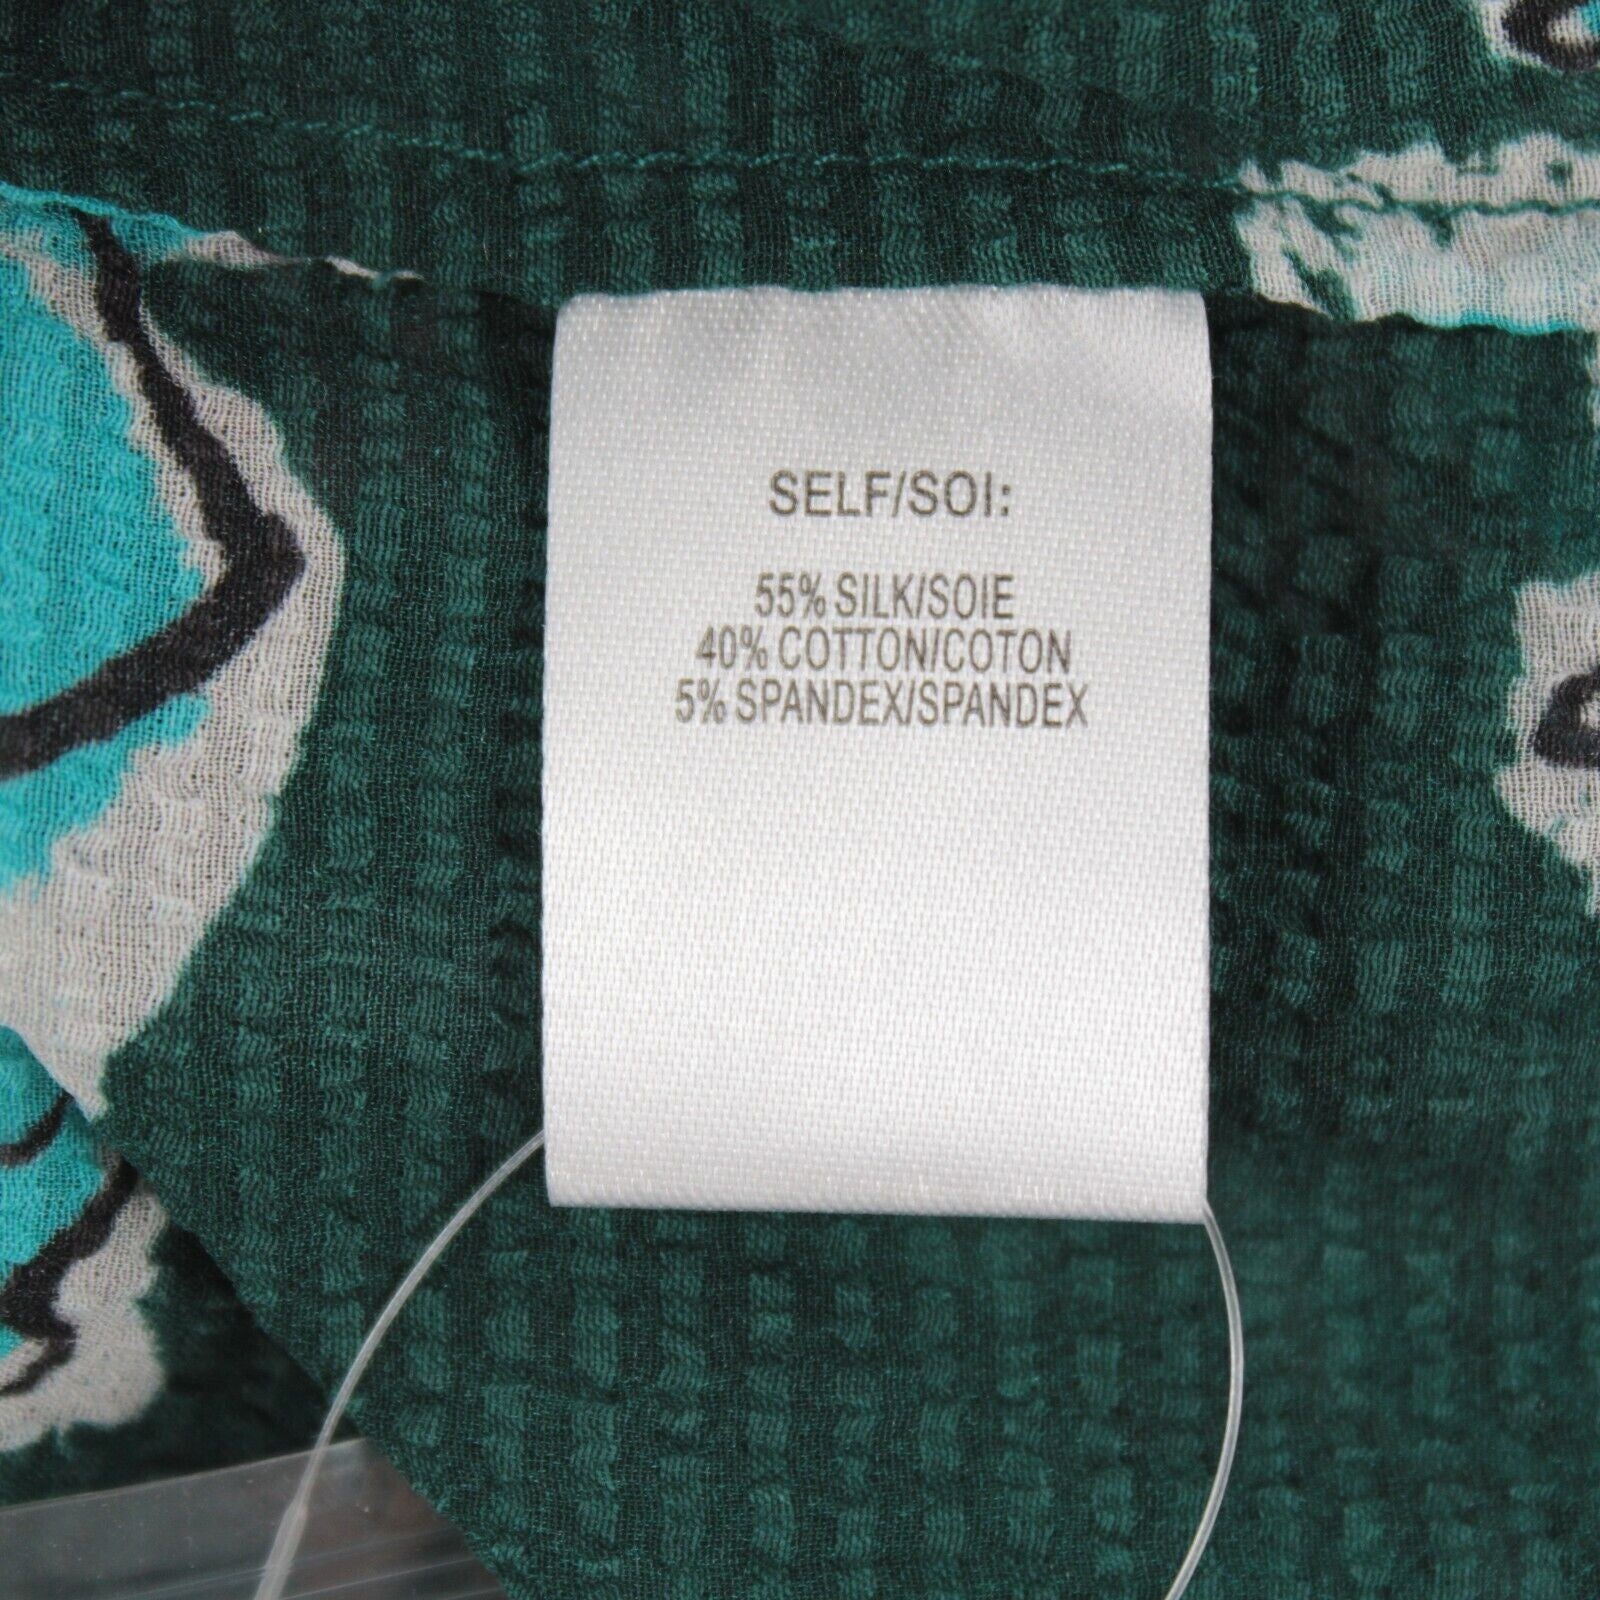 SELF/SOI:
55% SILK/SOIE
40% COTTON/COTON
5% SPANDEX/SPANDEX